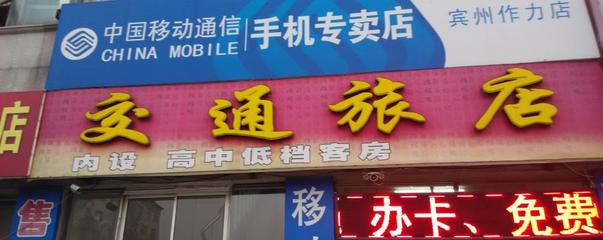 中国移动通信
CHINA MOBILE
手机专卖店
宾州作力店
店
交通旅店
内设 高中低档客房
售
移
办卡、免费